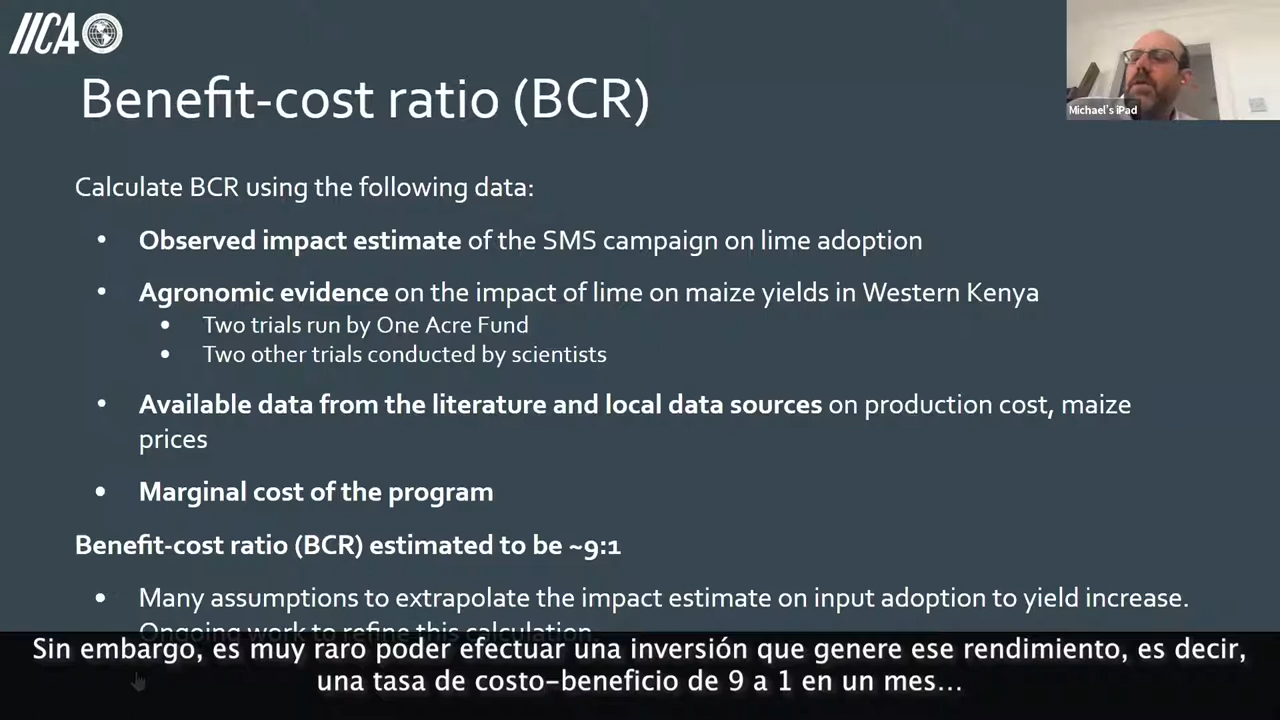 IICA
Michael's iPad
Benefit-cost ratio (BCR)
Calculate BCR using the following data:
• Observed impact estimate of the SMS campaign on lime adoption
• Agronomic evidence on the impact of lime on maize yields in Western Kenya
• Two trials run by One Acre Fund
• Two other trials conducted by scientists
• Available data from the literature and local data sources on production cost, maize
prices
• Marginal cost of the program
Benefit-cost ratio (BCR) estimated to be ~9:1
• Many assumptions to extrapolate the impact estimate on input adoption to yield increase.
Ongoing work to refine this calculation.
Sin embargo, es muy raro poder efectuar una inversión que genere ese rendimiento, es decir,
una tasa de costo-beneficio de 9 a 1 en un mes...